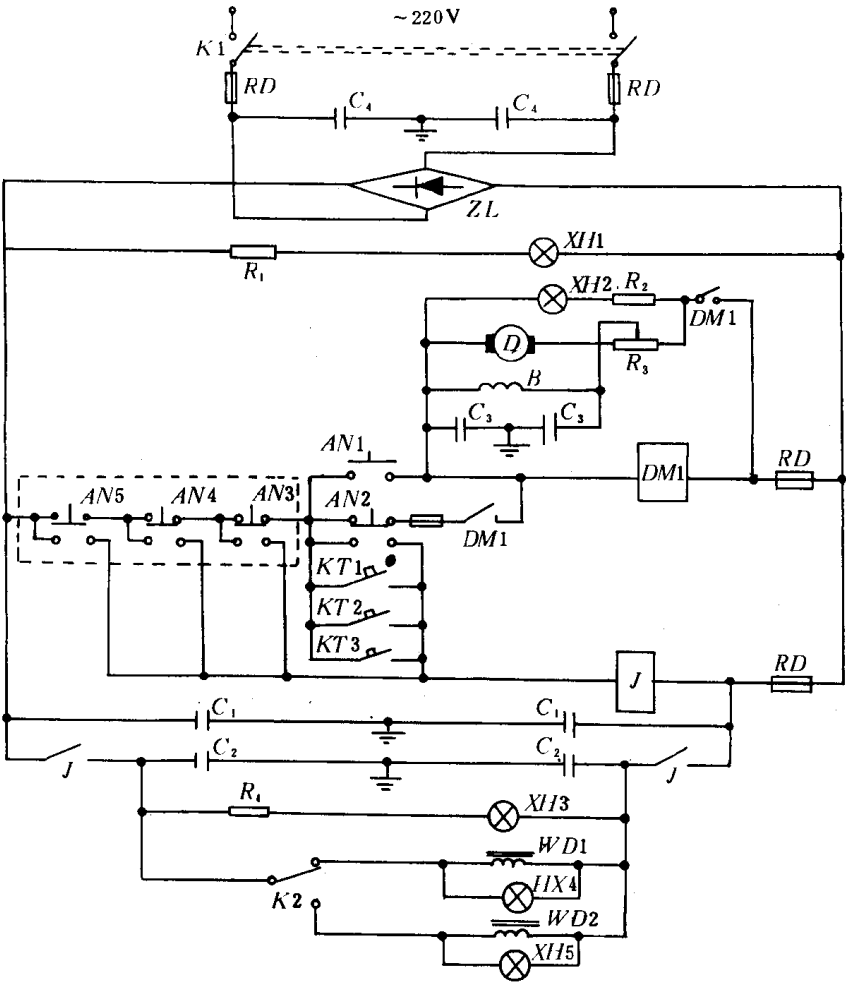 ~220V
K1
RD
RD
C₄
C₄
ZL
R₁
XH1
XH2
R₂
DM1
D
R₃
B
C₃
C₃
AN1
DM1
RD
AN5
AN4
AN3
AN2
DM1
KT1
KT2
KT3
J
RD
C₁
C₁
C₂
C₂
J
J
R₄
XH3
WD1
HX4
K2
WD2
XH5